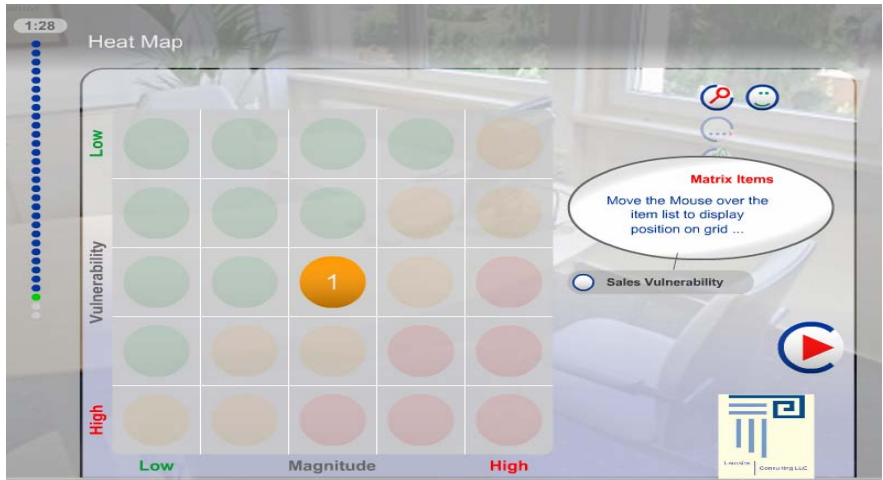 1:28
Heat Map
Low
Vulnerability
High
1
Low
Magnitude
High
Matrix Items
Move the Mouse over the
item list to display
position on grid ...
Sales Vulnerability
Consulting LLC